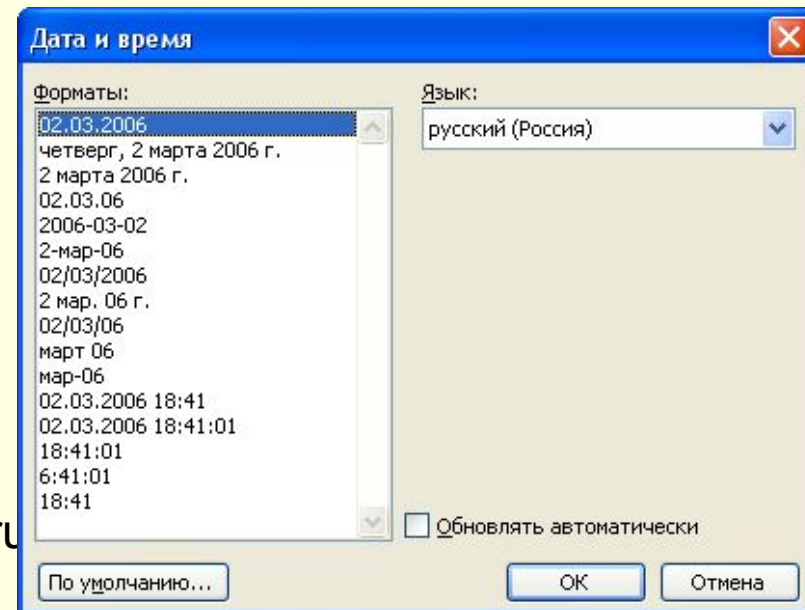 Дата и время
Форматы:
02.03.2006
четверг, 2 марта 2006 г.
2 марта 2006 г.
02.03.06
2006-03-02
2-мар-06
02/03/2006
2 мар. 06 г.
02/03/06
март 06
мар-06
02.03.2006 18:41
02.03.2006 18:41:01
18:41:01
6:41:01
18:41
Язык:
русский (Россия)
Обновлять автоматически
По умолчанию...
ОК
Отмена